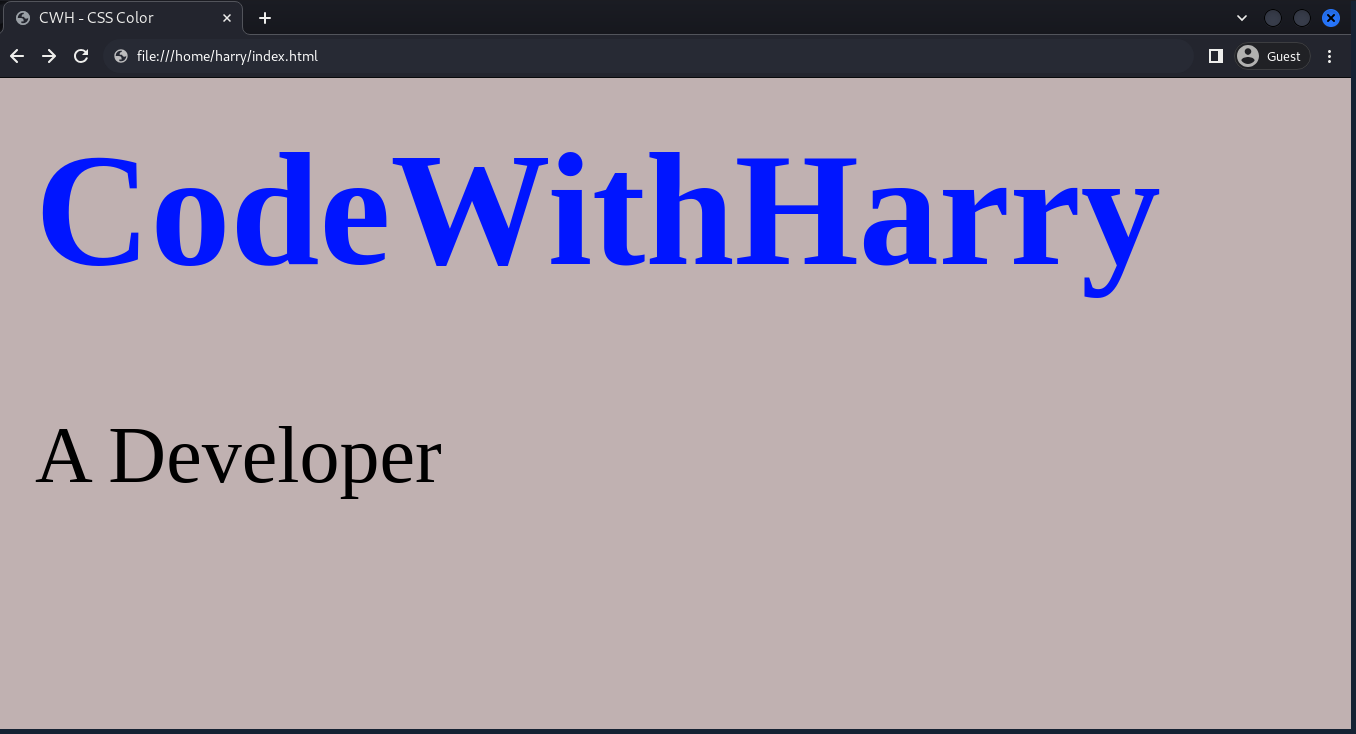 CWH - CSS Color
file:///home/harry/index.html
Guest
CodeWithHarry
A Developer